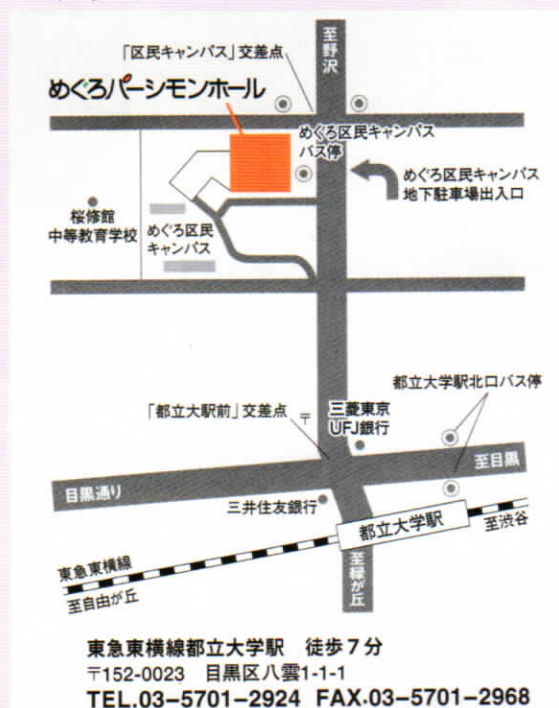 至野沢
「区民キャンパス」交差点
めぐろパーシモンホール
めぐろ区民キャンパス
バス停
めぐろ区民キャンパス
地下駐車場出入口
桜修館
中等教育学校
めぐろ区民
キャンパス
都立大学駅北口バス停
「都立大駅前」交差点
〒
三菱東京
UFJ銀行
至目黒
目黒通り
三井住友銀行
都立大学駅
至渋谷
東急東横線
至自由が丘
至緑が丘
東急東横線都立大学駅 徒歩7分
〒152-0023 目黒区八雲1-1-1
TEL.03-5701-2924 FAX.03-5701-2968